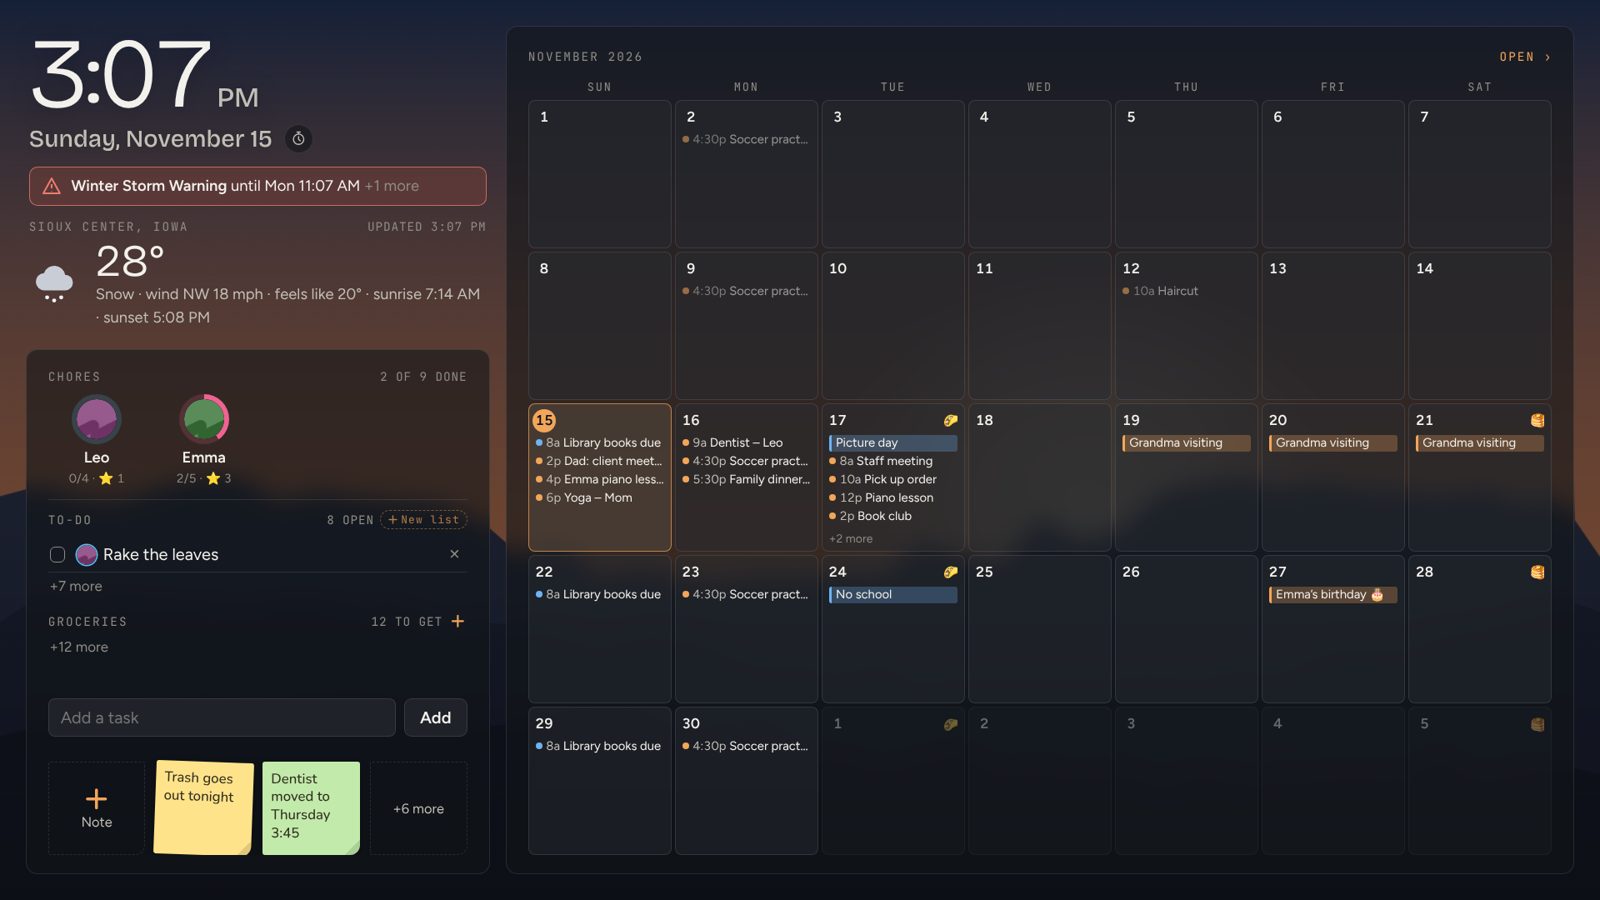 3:07 PM
Sunday, November 15
Winter Storm Warning until Mon 11:07 AM +1 more
SIOUX CENTER, IOWA UPDATED 3:07 PM
28°
Snow · wind NW 18 mph · feels like 20° · sunrise 7:14 AM
· sunset 5:08 PM
CHORES 2 OF 9 DONE
Leo Emma
0/4 · ⭐ 1 2/5 · ⭐ 3
TO-DO 8 OPEN + New list
Rake the leaves ×
+7 more
GROCERIES 12 TO GET +
+12 more
Add a task Add
+ Note
Trash goes
out tonight
Dentist
moved to
Thursday
3:45
+6 more
NOVEMBER 2026 OPEN ›
SUN MON TUE WED THU FRI SAT
1 2 3 4 5 6 7
4:30p Soccer pract…
8 9 10 11 12 13 14
4:30p Soccer pract…
10a Haircut
15
8a Library books due
2p Dad: client meet…
4p Emma piano less…
6p Yoga – Mom
16
9a Dentist – Leo
4:30p Soccer pract…
5:30p Family dinner…
17
Picture day
8a Staff meeting
10a Pick up order
12p Piano lesson
2p Book club
+2 more
18
19
Grandma visiting
20
Grandma visiting
21
Grandma visiting
22
8a Library books due
23
4:30p Soccer pract…
24
No school
25
26
27
Emma's birthday 🎂
28
29
8a Library books due
30
4:30p Soccer pract…
1 2 3 4 5